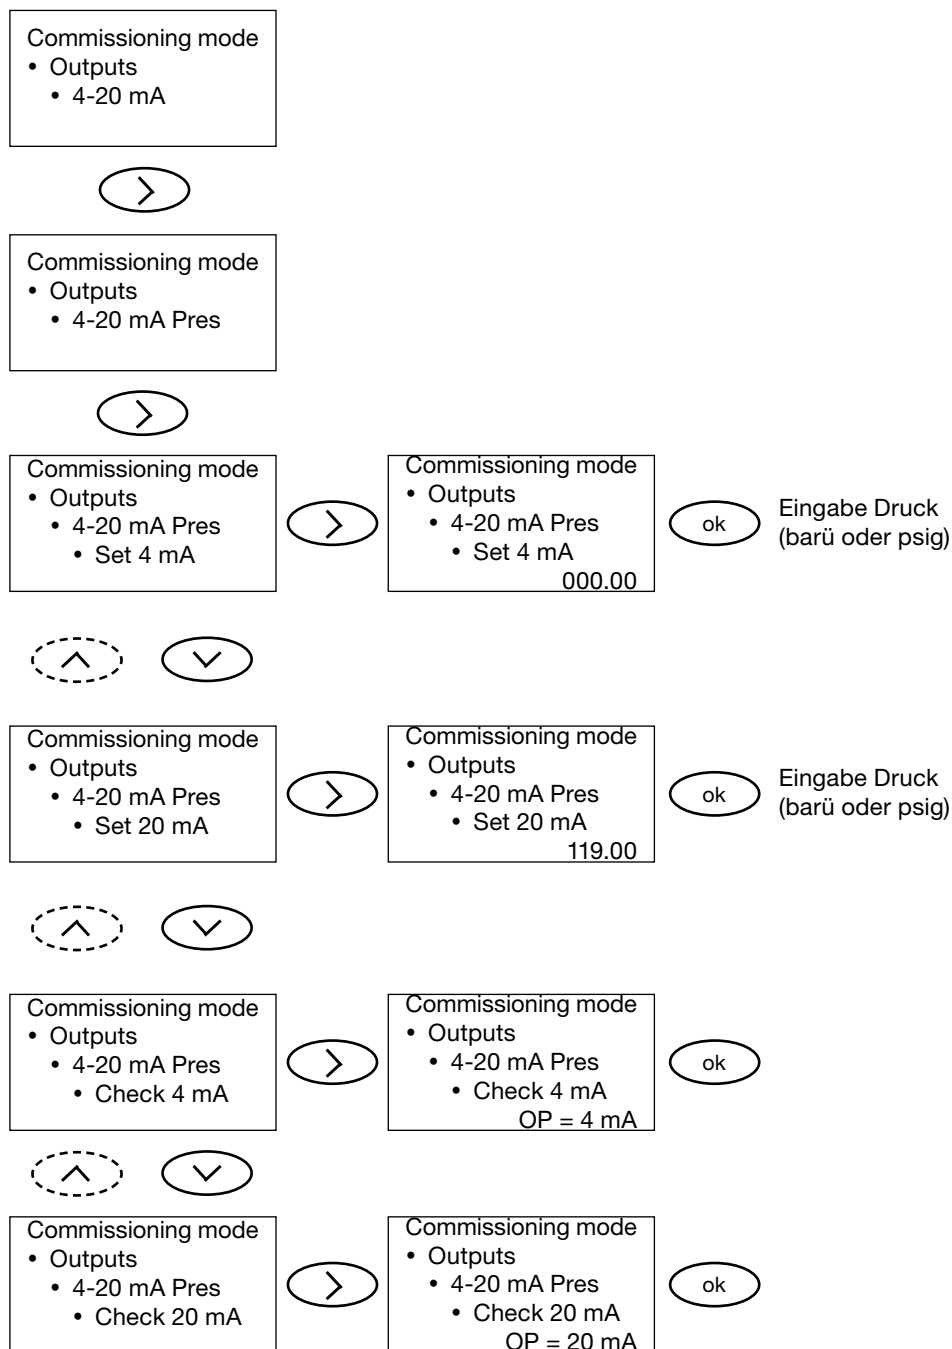 Commissioning mode
• Outputs
• 4-20 mA
Commissioning mode
• Outputs
• 4-20 mA Pres
Commissioning mode
• Outputs
• 4-20 mA Pres
• Set 4 mA
Commissioning mode
• Outputs
• 4-20 mA Pres
• Set 4 mA
000.00
ok
Eingabe Druck
(barü oder psig)
Commissioning mode
• Outputs
• 4-20 mA Pres
• Set 20 mA
Commissioning mode
• Outputs
• 4-20 mA Pres
• Set 20 mA
119.00
ok
Eingabe Druck
(barü oder psig)
Commissioning mode
• Outputs
• 4-20 mA Pres
• Check 4 mA
Commissioning mode
• Outputs
• 4-20 mA Pres
• Check 4 mA
OP = 4 mA
ok
Commissioning mode
• Outputs
• 4-20 mA Pres
• Check 20 mA
Commissioning mode
• Outputs
• 4-20 mA Pres
• Check 20 mA
OP = 20 mA
ok